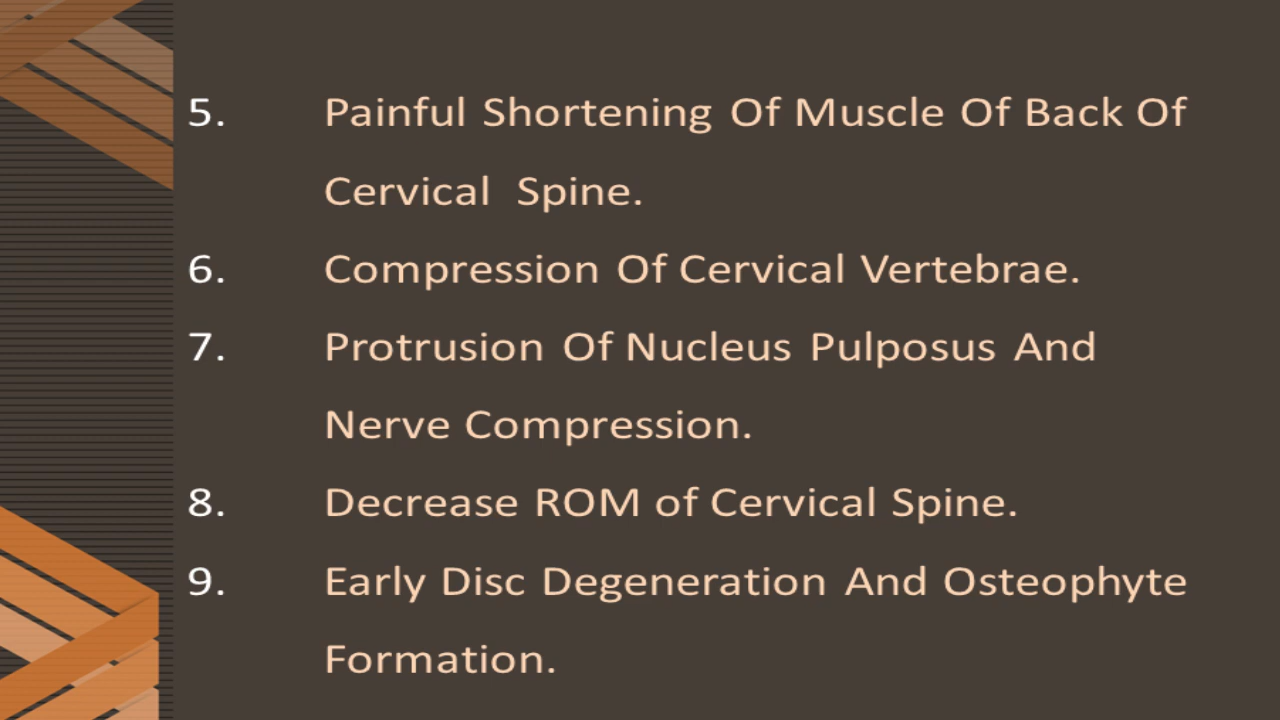 5. Painful Shortening Of Muscle Of Back Of
Cervical Spine.
6. Compression Of Cervical Vertebrae.
7. Protrusion Of Nucleus Pulposus And
Nerve Compression.
8. Decrease ROM of Cervical Spine.
9. Early Disc Degeneration And Osteophyte
Formation.